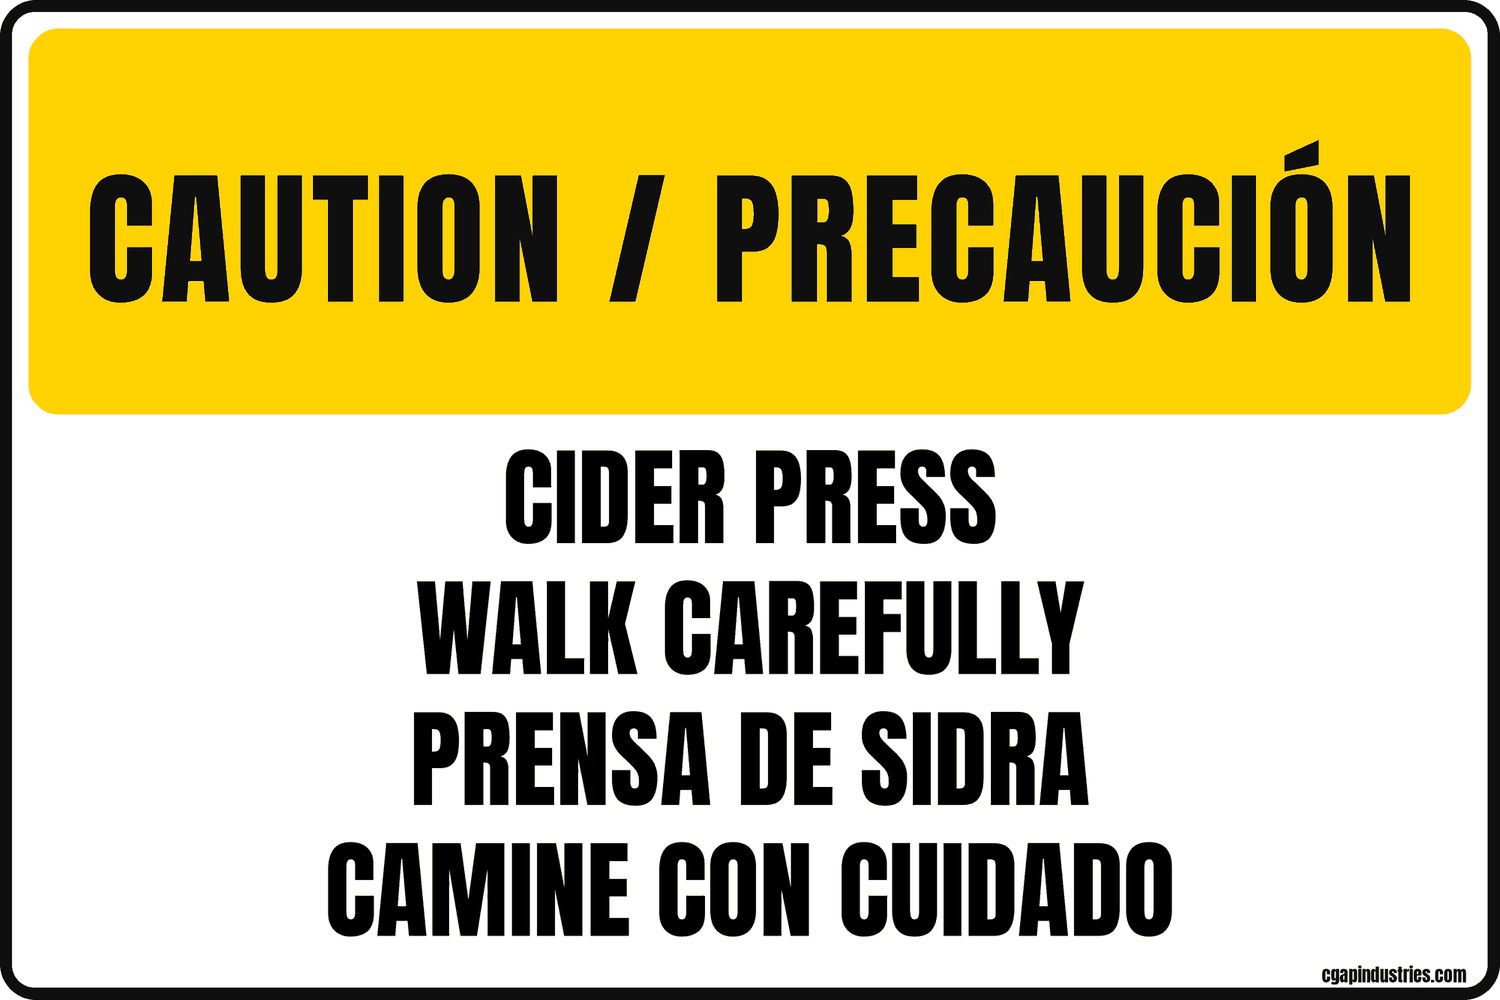 CAUTION / PRECAUCIÓN
CIDER PRESS
WALK CAREFULLY
PRENSA DE SIDRA
CAMINE CON CUIDADO
cgapindustries.com